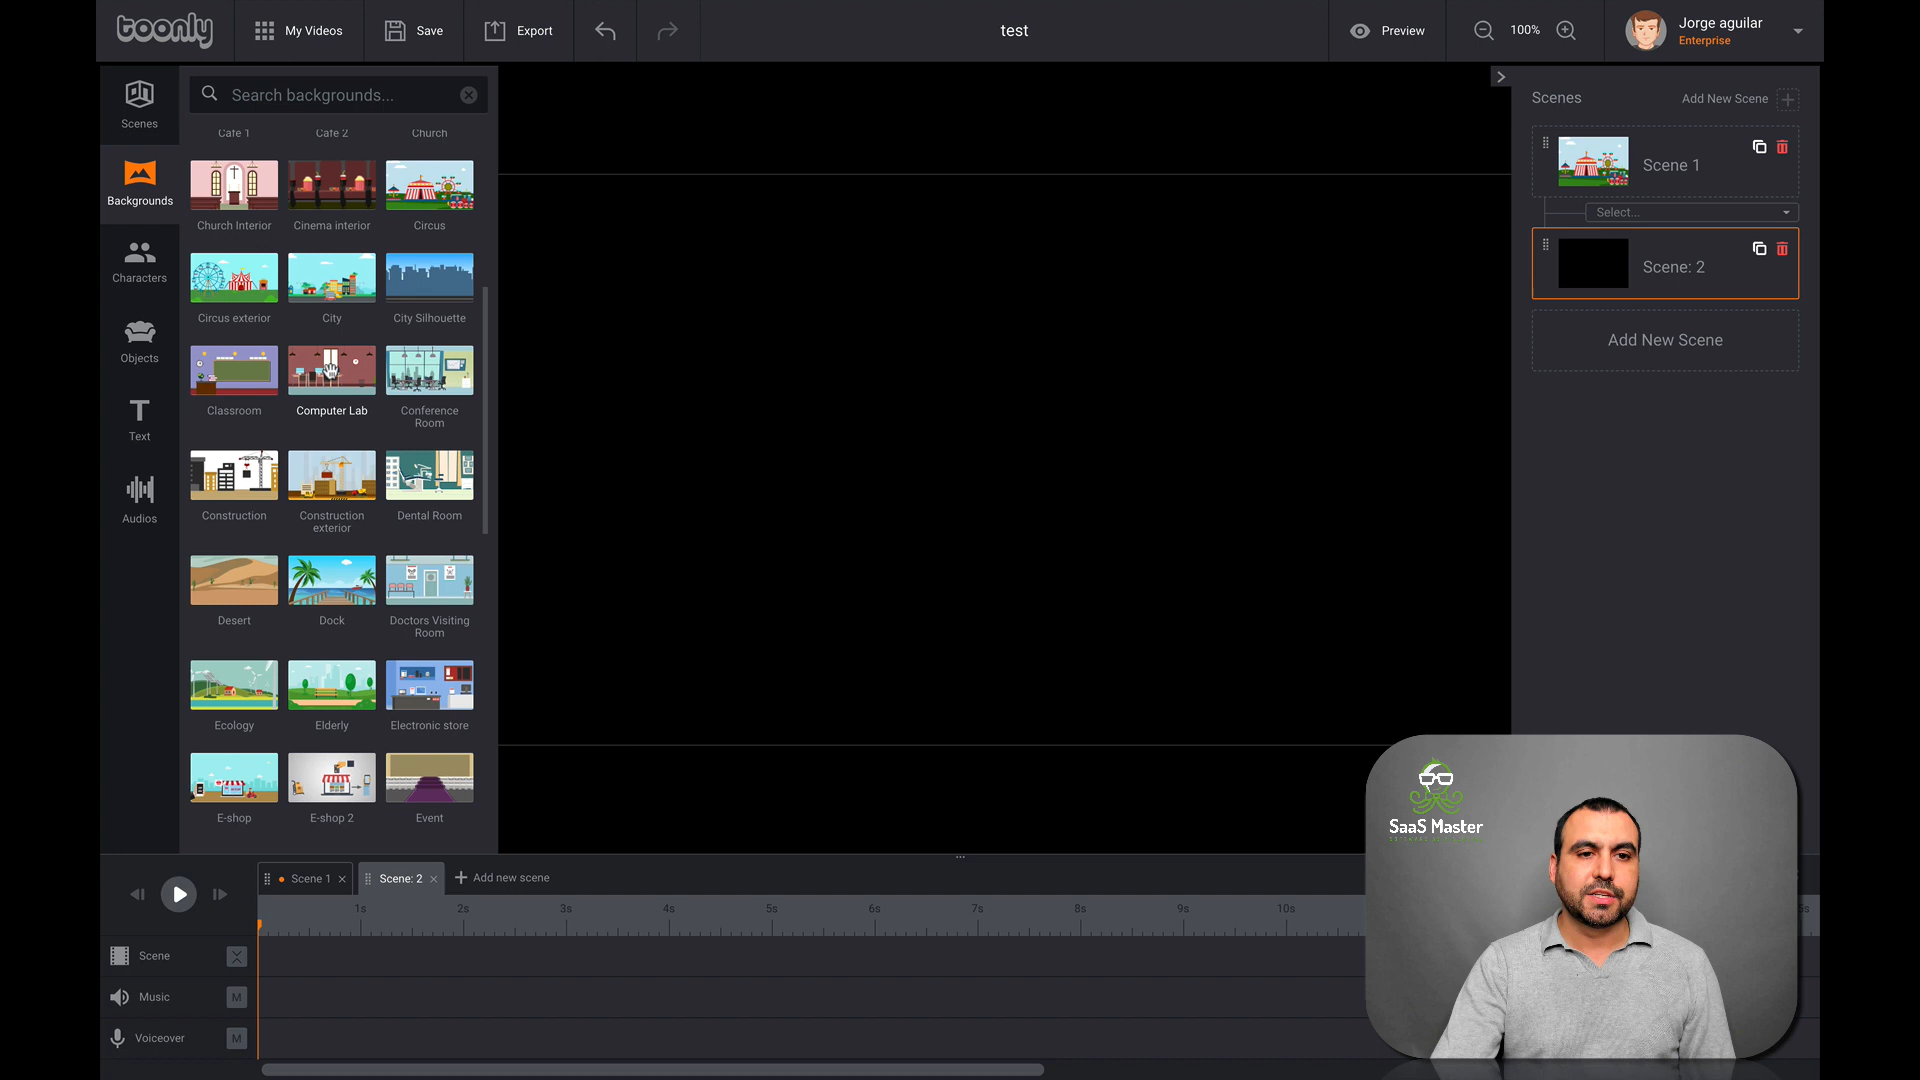 toonly
My Videos
Save
Export
test
Preview
100%
Jorge aguilar
Enterprise
Scenes
Backgrounds
Characters
Objects
Text
Audios
Search backgrounds...
Cafe 1
Cafe 2
Church
Church Interior
Cinema interior
Circus
Circus exterior
City
City Silhouette
Classroom
Computer Lab
Conference
Room
Construction
Construction
exterior
Dental Room
Desert
Dock
Doctors Visiting
Room
Ecology
Elderly
Electronic store
E-shop
E-shop 2
Event
Scenes
Add New Scene
Scene 1
Select...
Scene: 2
Add New Scene
SaaS Master
Scene 1
Scene: 2
Add new scene
1s
2s
3s
4s
5s
6s
7s
8s
9s
10s
5s
Scene
Music
M
Voiceover
M